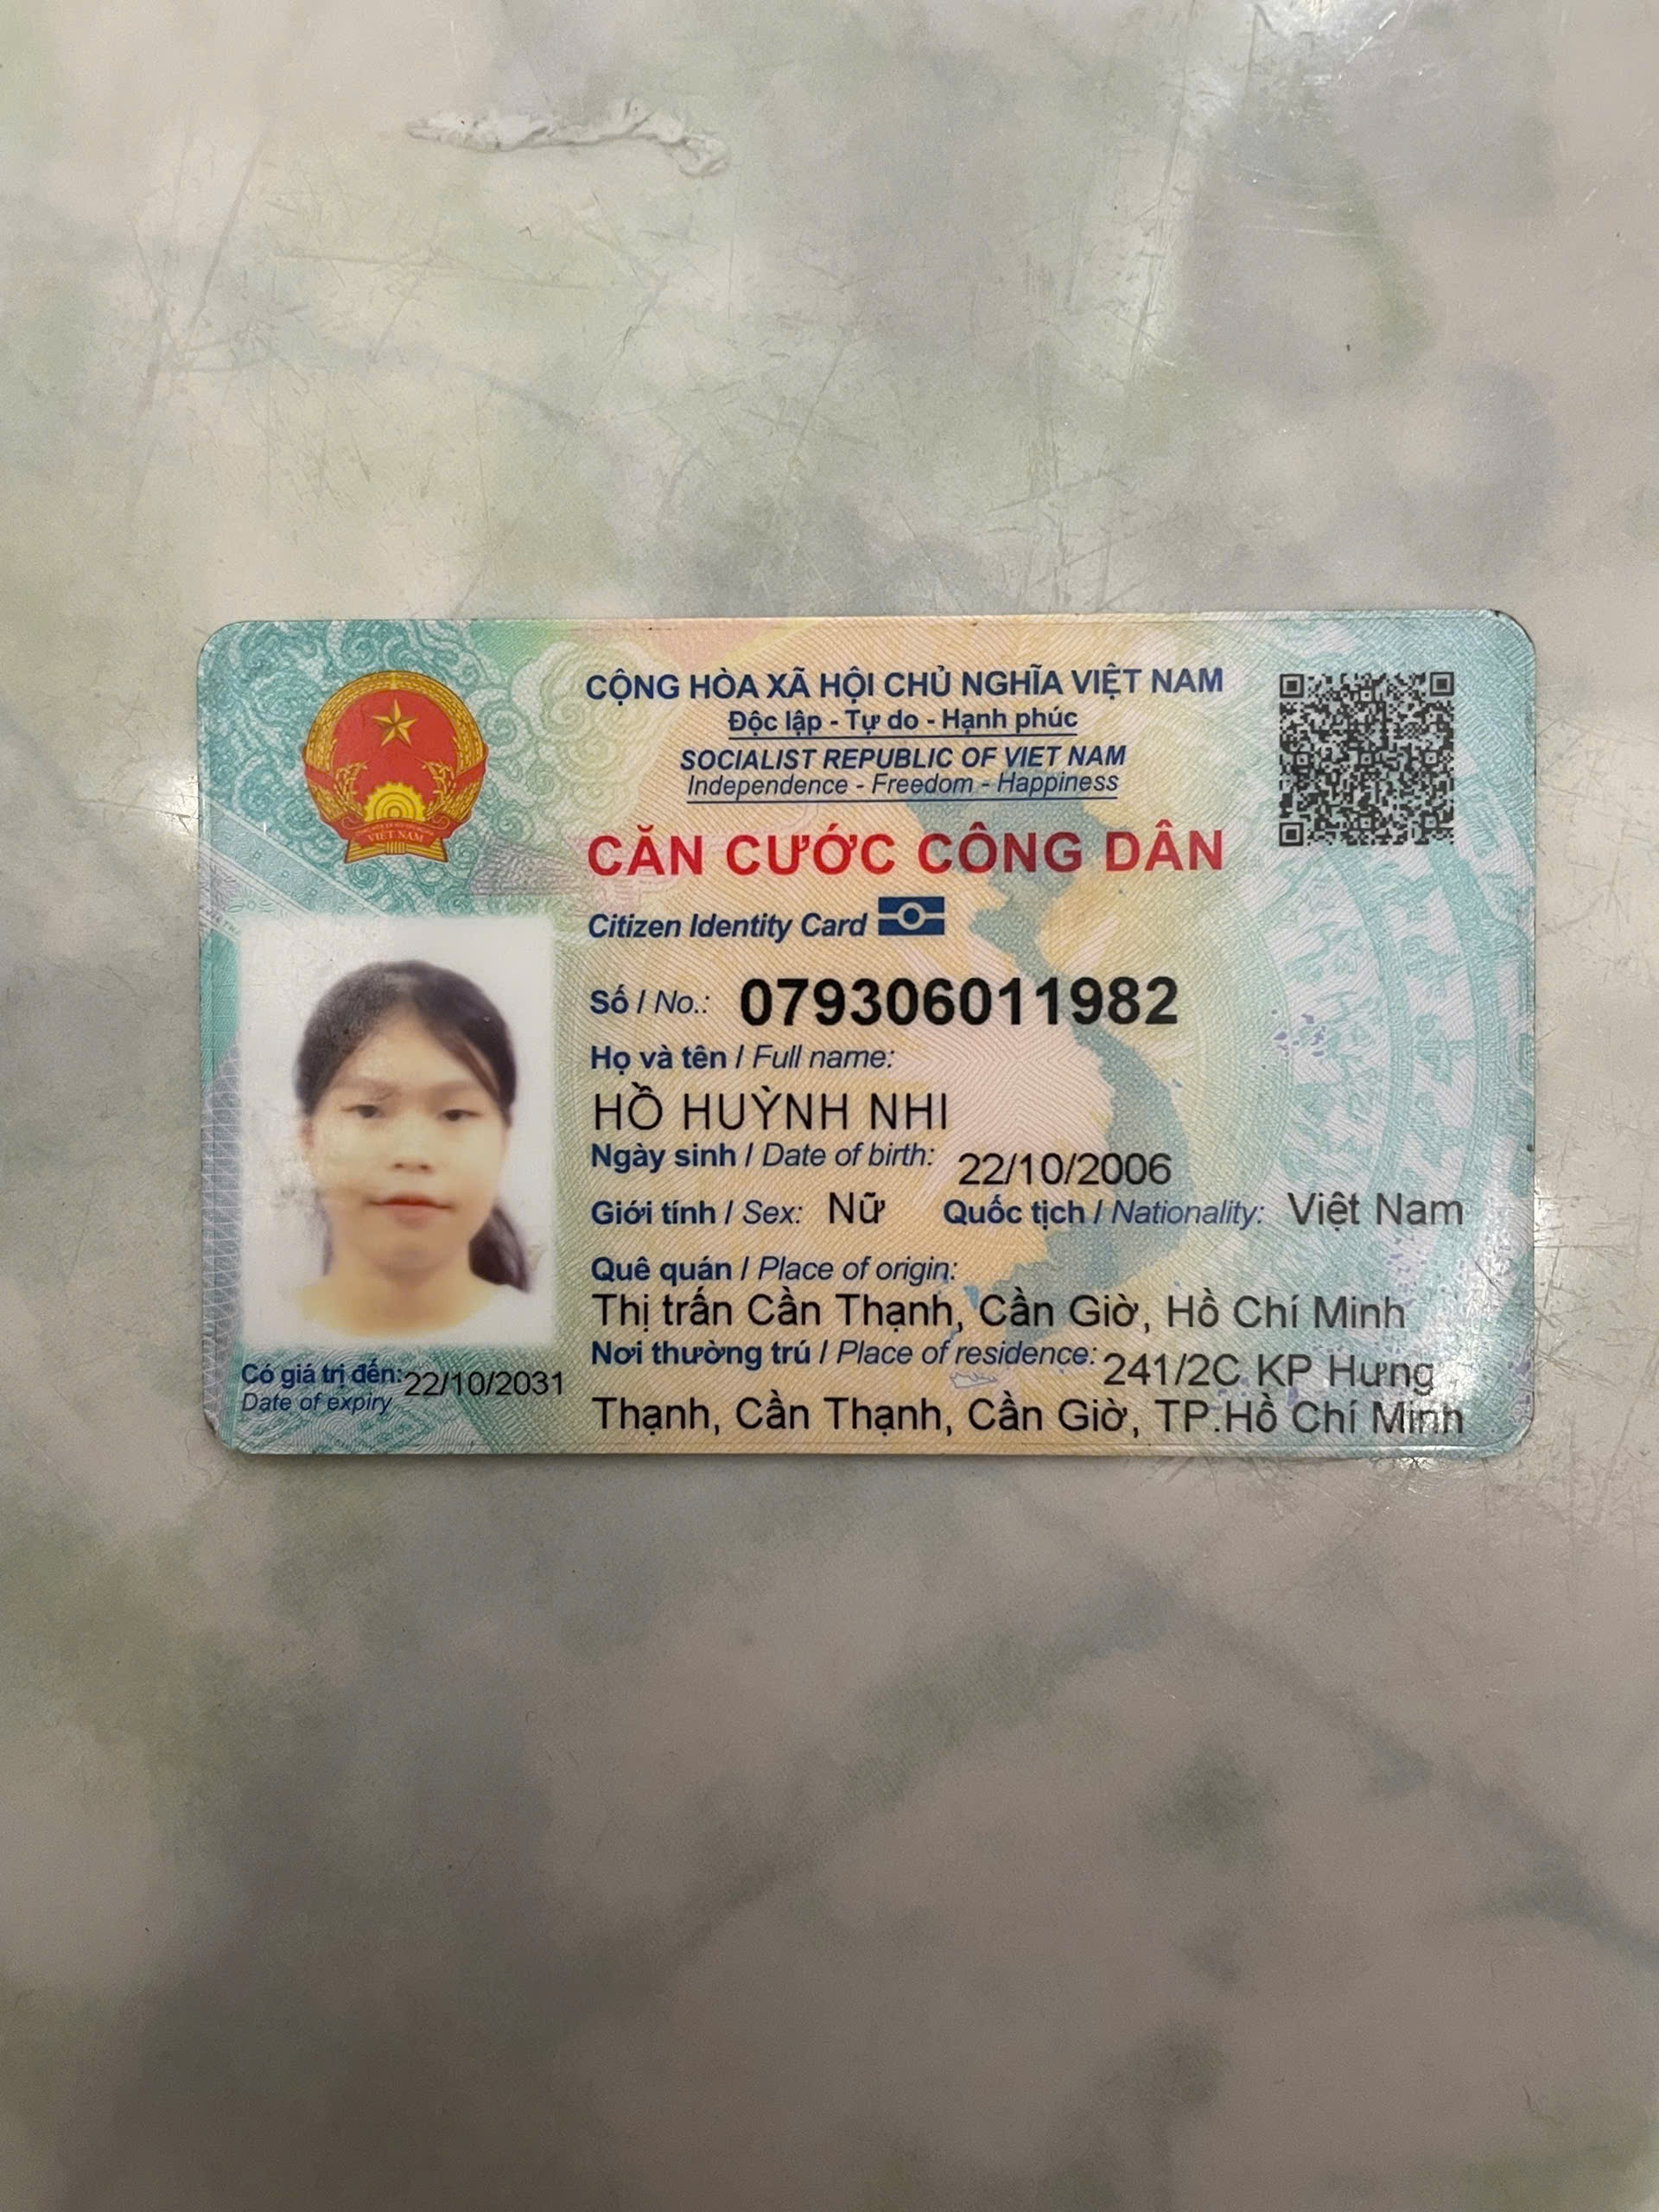 CỘNG HÒA XÃ HỘI CHỦ NGHĨA VIỆT NAM
Độc lập - Tự do - Hạnh phúc
SOCIALIST REPUBLIC OF VIET NAM
Independence - Freedom - Happiness
CĂN CƯỚC CÔNG DÂN
Citizen Identity Card
Số / No.: 079306011982
Họ và tên / Full name:
HỒ HUỲNH NHI
Ngày sinh / Date of birth: 22/10/2006
Giới tính / Sex: Nữ Quốc tịch / Nationality: Việt Nam
Quê quán / Place of origin:
Thị trấn Cần Thạnh, Cần Giờ, Hồ Chí Minh
Nơi thường trú / Place of residence: 241/2C KP Hưng
Thạnh, Cần Thạnh, Cần Giờ, TP.Hồ Chí Minh
Có giá trị đến: 22/10/2031
Date of expiry
VIỆT NAM